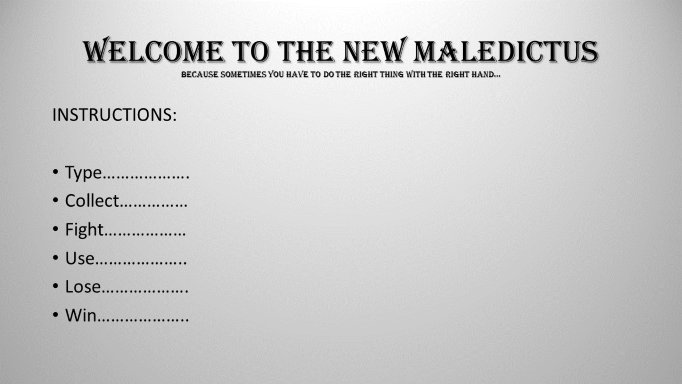 WELCOME TO THE NEW MALEDICTUS
BECAUSE SOMETIMES YOU HAVE TO DO THE RIGHT THING WITH THE RIGHT HAND...
INSTRUCTIONS:
• Type……………….
• Collect……………
• Fight………………
• Use………………..
• Lose……………….
• Win………………..